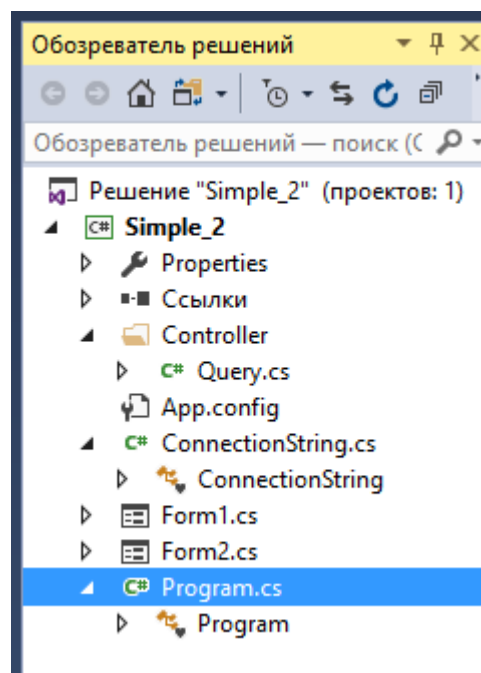 Обозреватель решений
Обозреватель решений — поиск (С
Решение "Simple_2" (проектов: 1)
C# Simple_2
Properties
Ссылки
Controller
C# Query.cs
App.config
C# ConnectionString.cs
ConnectionString
Form1.cs
Form2.cs
C# Program.cs
Program